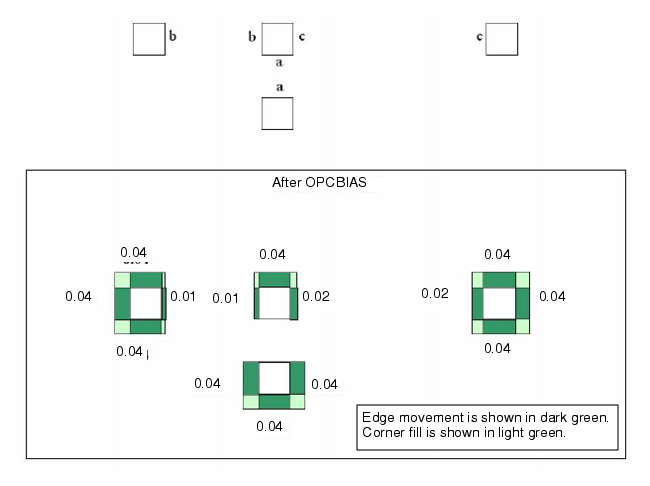 b b c c
a
a
After OPCBIAS
0.04 0.04 0.04
0.04 0.01 0.01 0.02 0.02 0.04
0.04 0.04
0.04 0.04
0.04
Edge movement is shown in dark green.
Corner fill is shown in light green.